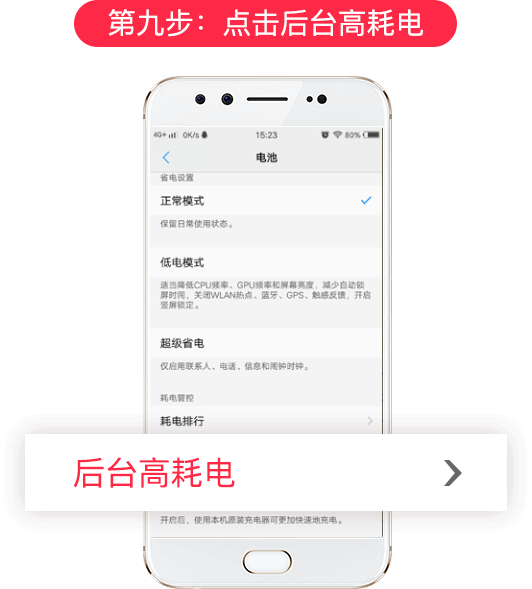 第九步：点击后台高耗电
4G+ 0K/s 15:23 80%
电池
省电设置
正常模式
保留日常使用状态。
低电模式
适当降低CPU频率、GPU频率和屏幕亮度，减少自动锁
屏时间，关闭WLAN热点、蓝牙、GPS、触感反馈，开启
竖屏锁定。
超级省电
仅启用联系人、电话、信息和闹钟时钟。
耗电管控
耗电排行
后台高耗电
开启后，使用本机原装充电器可更加快速地充电。